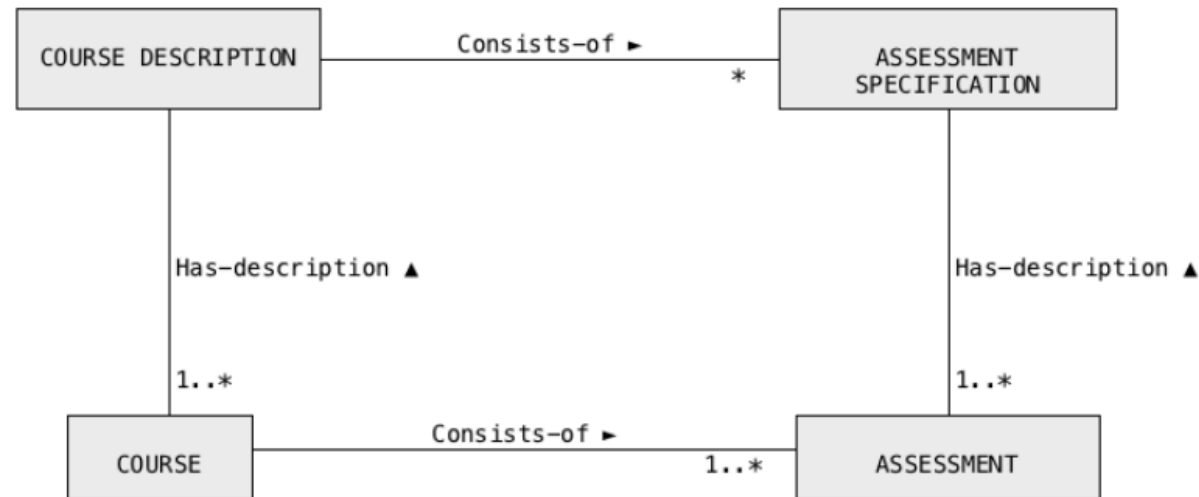 Consists-of ►
COURSE DESCRIPTION
ASSESSMENT
SPECIFICATION
*
Has-description ▲
Has-description ▲
1..*
1..*
Consists-of ►
COURSE
1..*
ASSESSMENT